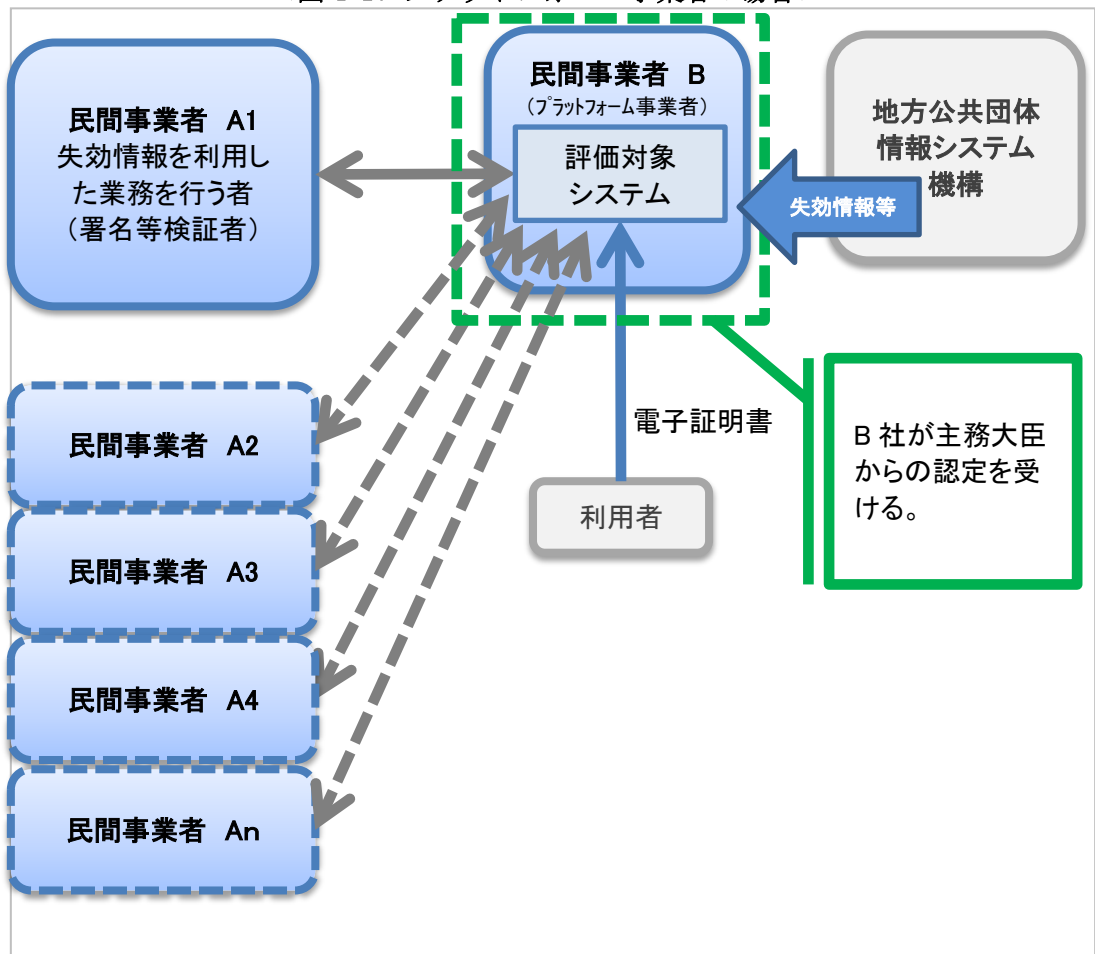 民間事業者 A1
失効情報を利用し
た業務を行う者
（署名等検証者）
民間事業者 B
（プラットフォーム事業者）
評価対象
システム
失効情報等
地方公共団体
情報システム
機構
民間事業者 A2
民間事業者 A3
民間事業者 A4
民間事業者 An
電子証明書
利用者
B 社が主務大臣
からの認定を受
ける。